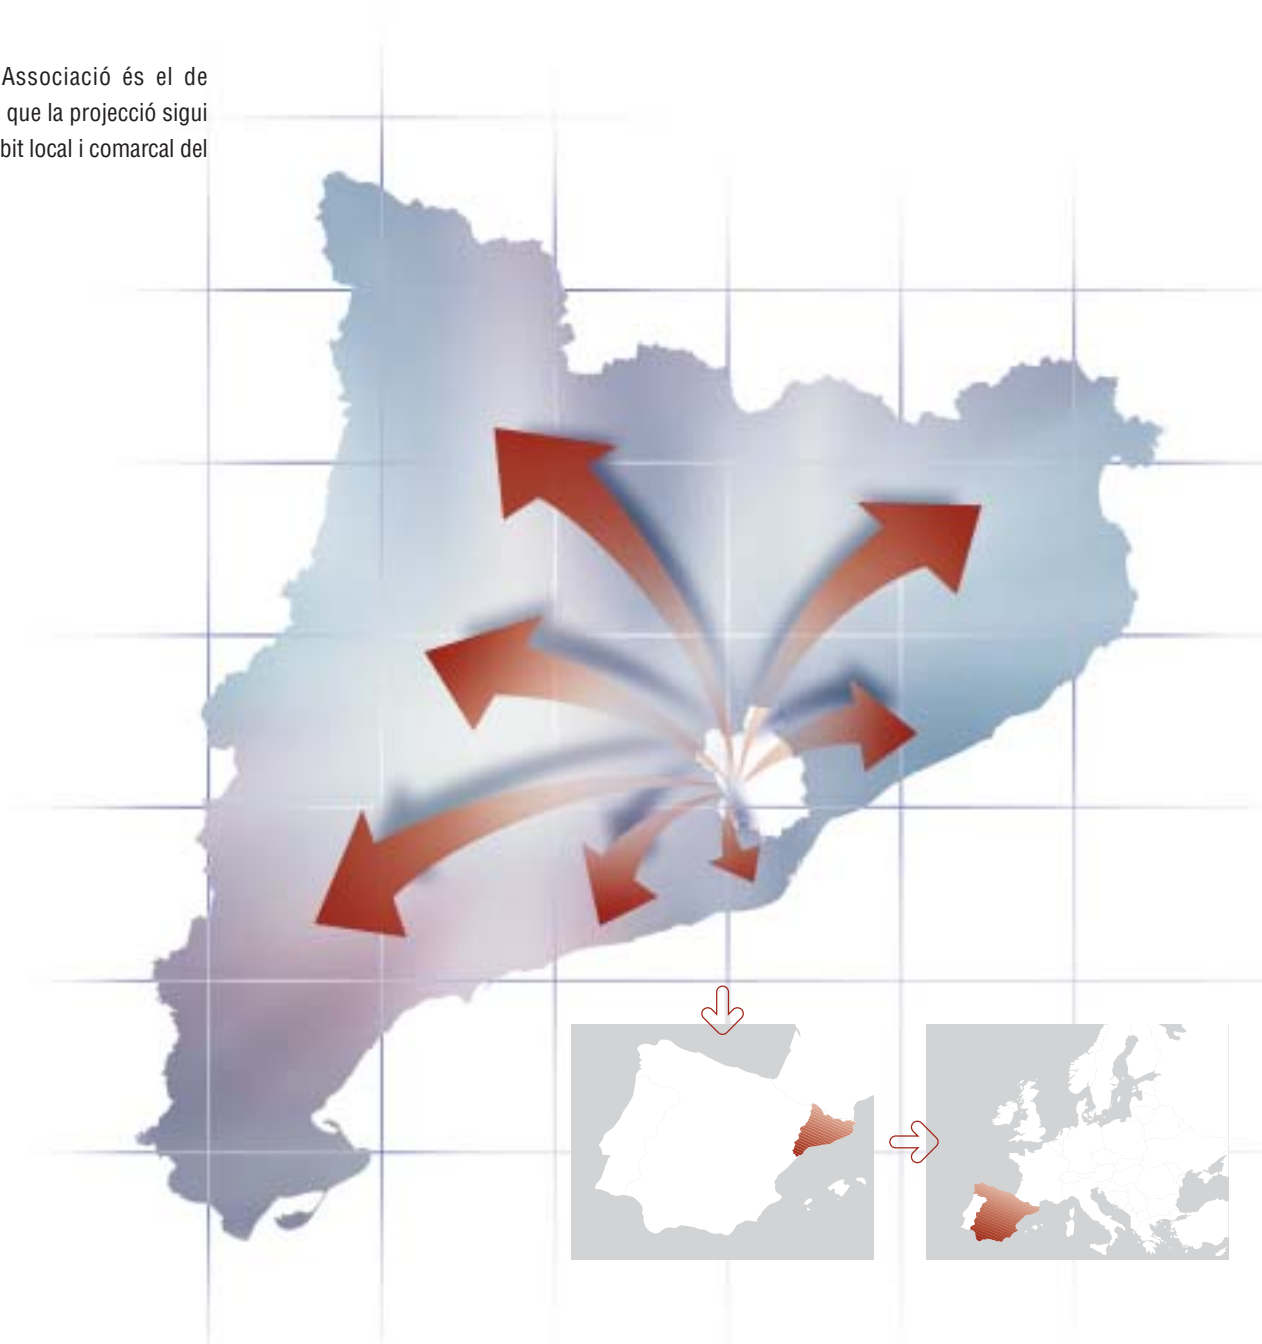 Associació és el de
que la projecció sigui
bit local i comarcal del